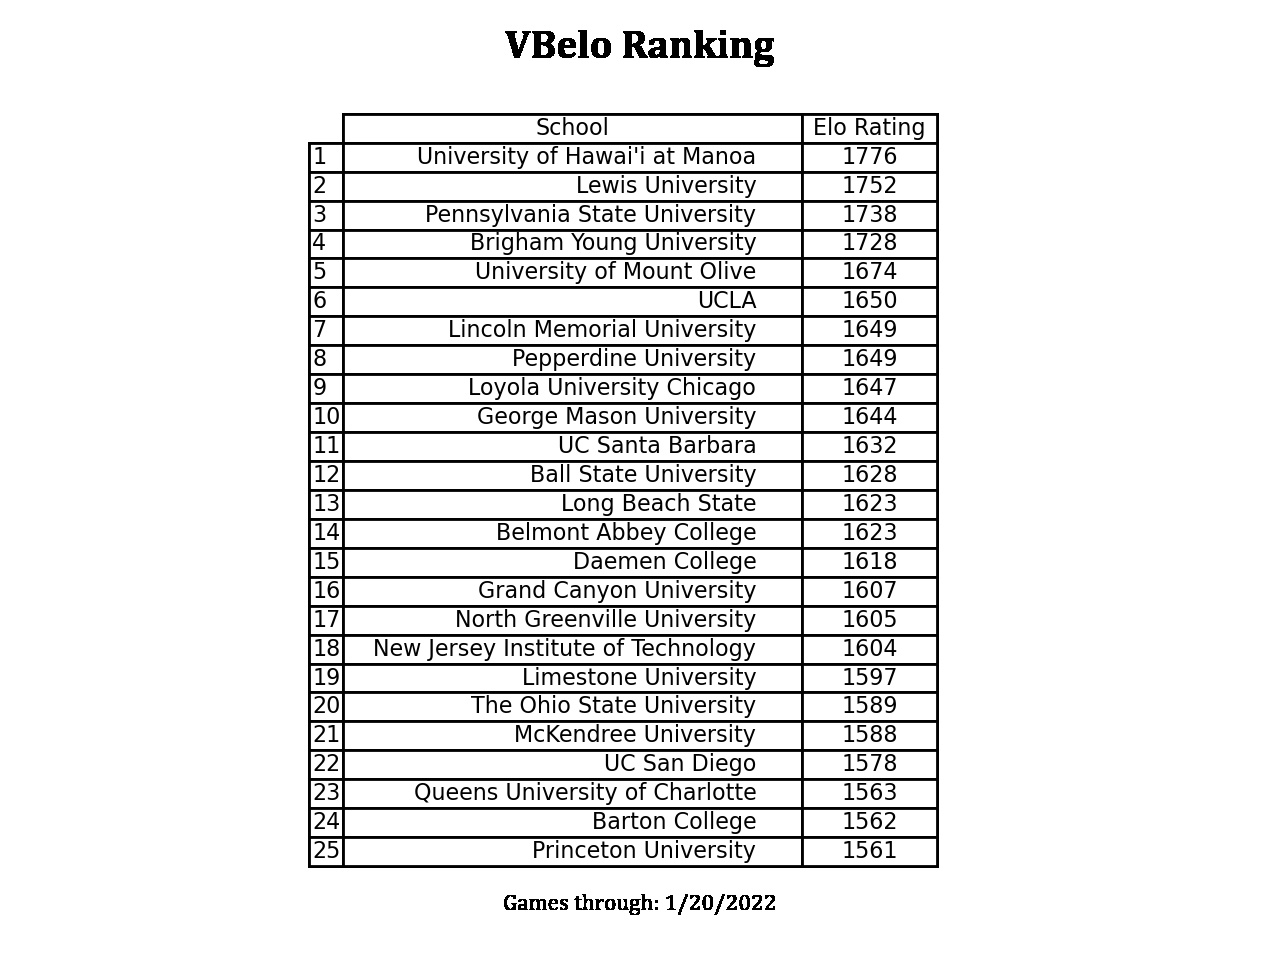 VBelo Ranking
School Elo Rating
1 University of Hawai'i at Manoa 1776
2 Lewis University 1752
3 Pennsylvania State University 1738
4 Brigham Young University 1728
5 University of Mount Olive 1674
6 UCLA 1650
7 Lincoln Memorial University 1649
8 Pepperdine University 1649
9 Loyola University Chicago 1647
10 George Mason University 1644
11 UC Santa Barbara 1632
12 Ball State University 1628
13 Long Beach State 1623
14 Belmont Abbey College 1623
15 Daemen College 1618
16 Grand Canyon University 1607
17 North Greenville University 1605
18 New Jersey Institute of Technology 1604
19 Limestone University 1597
20 The Ohio State University 1589
21 McKendree University 1588
22 UC San Diego 1578
23 Queens University of Charlotte 1563
24 Barton College 1562
25 Princeton University 1561
Games through: 1/20/2022